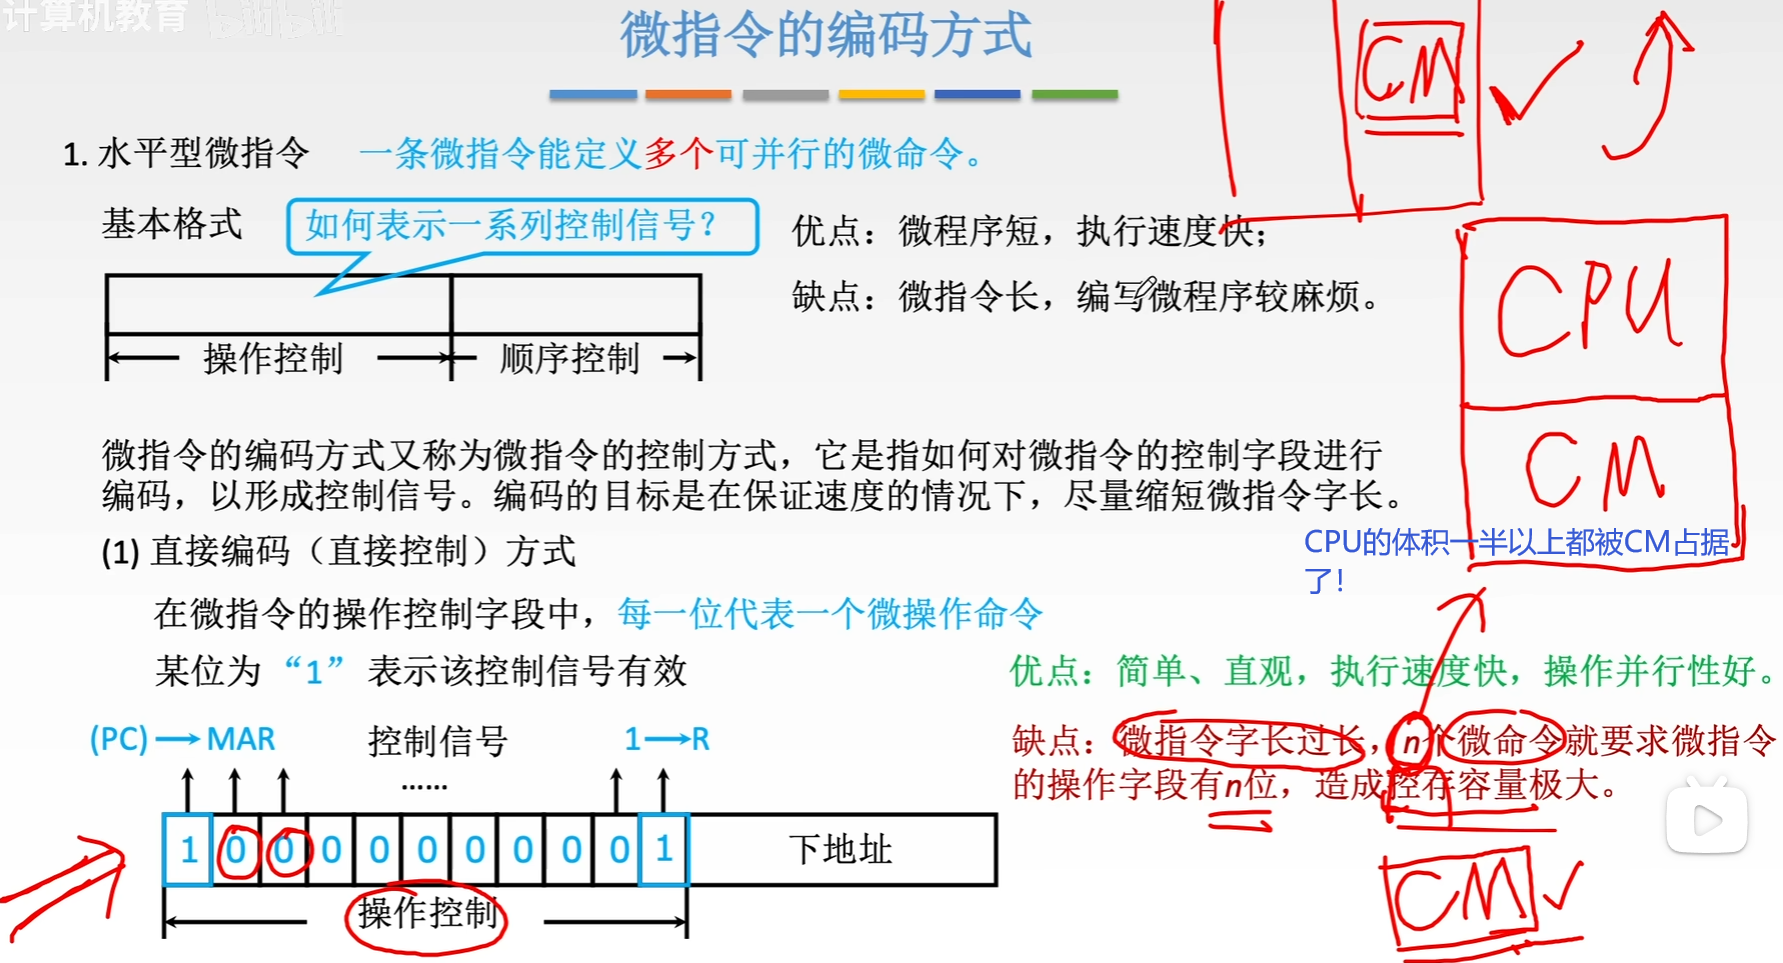 计算机教育 bilibili
微指令的编码方式
CM
1. 水平型微指令 一条微指令能定义多个可并行的微命令。
基本格式 如何表示一系列控制信号？
优点：微程序短，执行速度快；
缺点：微指令长，编写微程序较麻烦。
操作控制 顺序控制
CPU
CM
微指令的编码方式又称为微指令的控制方式，它是指如何对微指令的控制字段进行
编码，以形成控制信号。编码的目标是在保证速度的情况下，尽量缩短微指令字长。
CPU的体积一半以上都被CM占据
了！
(1) 直接编码（直接控制）方式
在微指令的操作控制字段中，每一位代表一个微操作命令
某位为“1”表示该控制信号有效
优点：简单、直观，执行速度快，操作并行性好。
缺点：微指令字长过长，n个微命令就要求微指令
的操作字段有n位，造成控存容量极大。
(PC)→MAR 控制信号 1→R
......
1 0 0 0 0 0 0 0 0 0 1 下地址
操作控制
CM